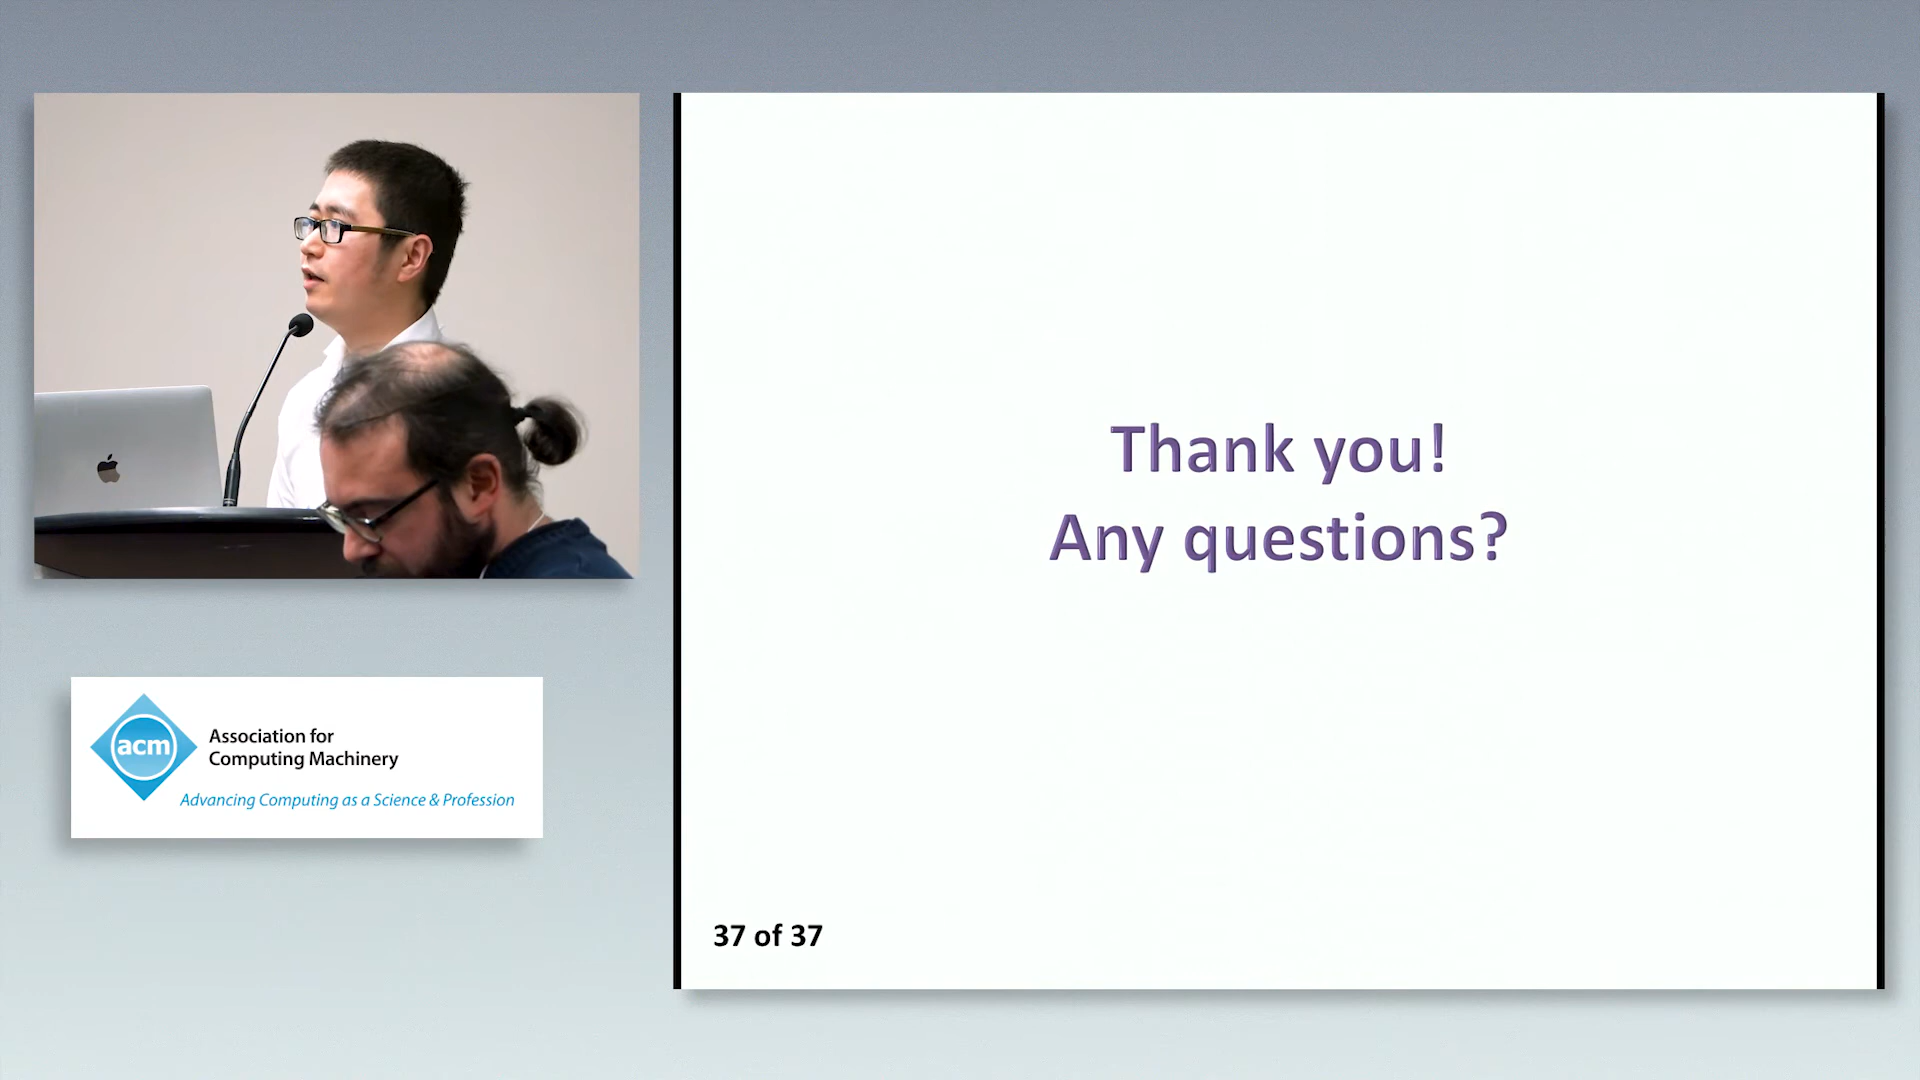 Thank you!
Any questions?
37 of 37
acm
Association for
Computing Machinery
Advancing Computing as a Science & Profession